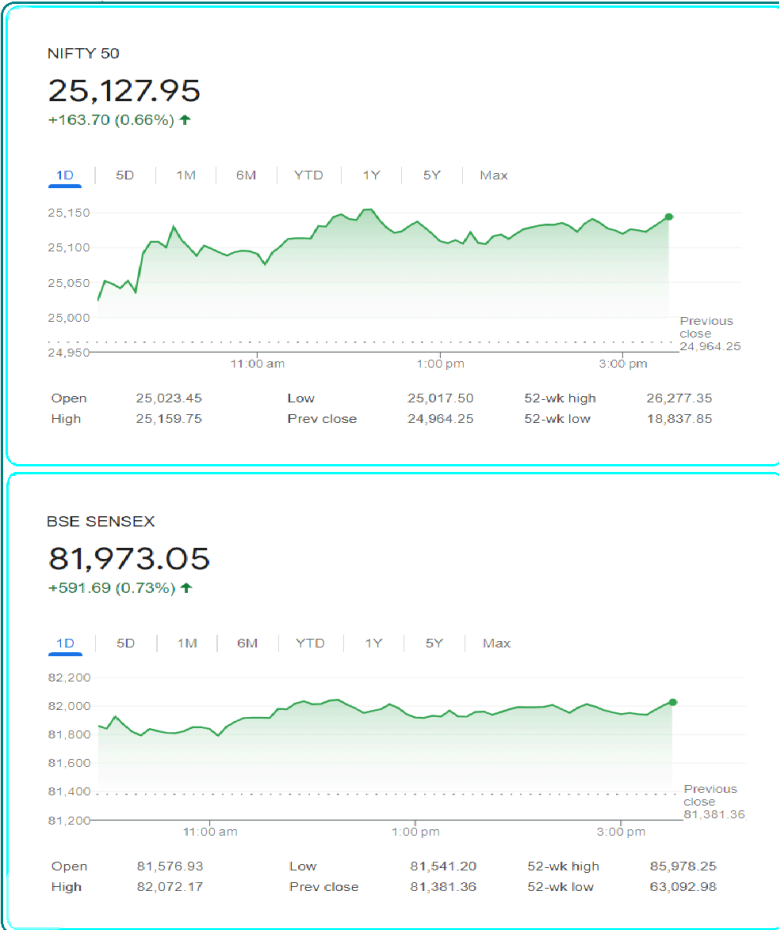 NIFTY 50
25,127.95
+163.70 (0.66%) ↑
1D 5D 1M 6M YTD 1Y 5Y Max
25,150
25,100
25,050
25,000
24,950
Previous
close
24,964.25
11:00 am 1:00 pm 3:00 pm
Open 25,023.45 Low 25,017.50 52-wk high 26,277.35
High 25,159.75 Prev close 24,964.25 52-wk low 18,837.85
BSE SENSEX
81,973.05
+591.69 (0.73%) ↑
1D 5D 1M 6M YTD 1Y 5Y Max
82,200
82,000
81,800
81,600
81,400
81,200
Previous
close
81,381.36
11:00 am 1:00 pm 3:00 pm
Open 81,576.93 Low 81,541.20 52-wk high 85,978.25
High 82,072.17 Prev close 81,381.36 52-wk low 63,092.98